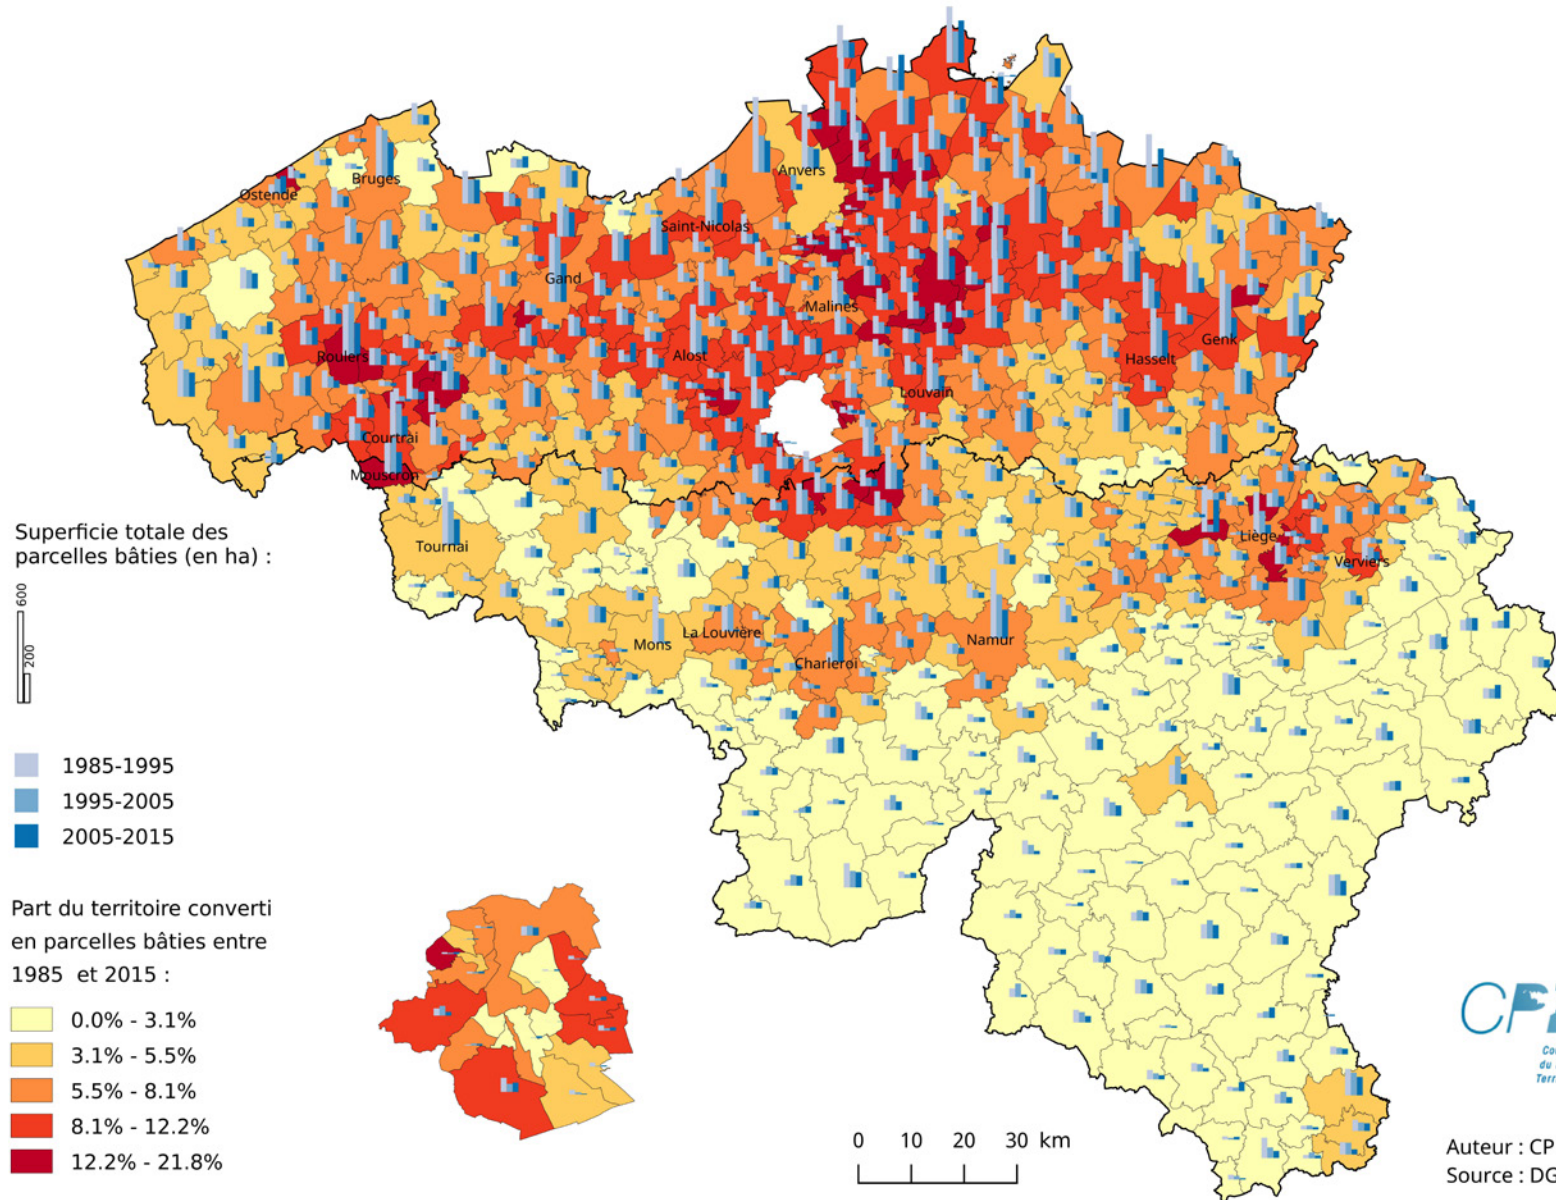 Anvers
Bruges
Ostende
Saint-Nicolas
Gand
Malines
Roulers
Alost
Genk
Hasselt
Louvain
Courtrai
Mouscron
Superficie totale des
parcelles bâties (en ha) :
600
200
Tournai
Liège
Verviers
La Louvière
Mons
Namur
Charleroi
1985-1995
1995-2005
2005-2015
Part du territoire converti
en parcelles bâties entre
1985 et 2015 :
0.0% - 3.1%
3.1% - 5.5%
5.5% - 8.1%
8.1% - 12.2%
12.2% - 21.8%
0 10 20 30 km
CP
du
Auteur : CP
Source : DG